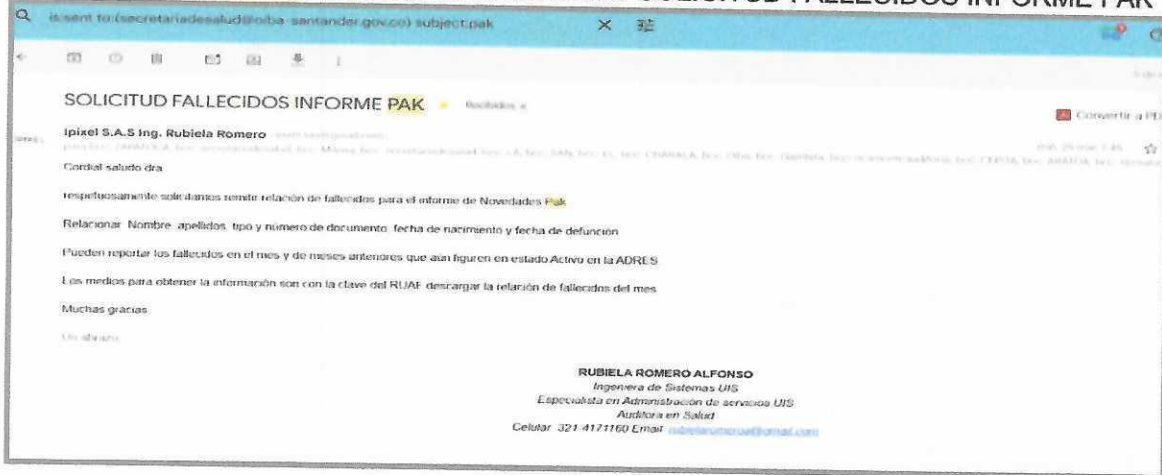 SOLICITUD FALLECIDOS INFORME PAK
is:sent to:(secretariadesalud@oiba-santander.gov.co) subject:pak
SOLICITUD FALLECIDOS INFORME PAK Recibidos x
Convertir a PD
Ipixel S.A.S Ing. Rubiela Romero
Cordial saludo dra
respetuosamente solicitamos remitir relación de fallecidos para el informe de Novedades Pak
Relacionar Nombre apellidos, tipo y número de documento fecha de nacimiento y fecha de defunción
Pueden reportar los fallecidos en el mes y de meses anteriores que aún figuren en estado Activo en la ADRES
Los medios para obtener la información son con la clave del RUAF descargar la relación de fallecidos del mes
Muchas gracias
Un abrazo,
RUBIELA ROMERO ALFONSO
Ingeniera de Sistemas UIS
Especialista en Administración de servicios UIS
Auditora en Salud
Celular 321 4171160 Email